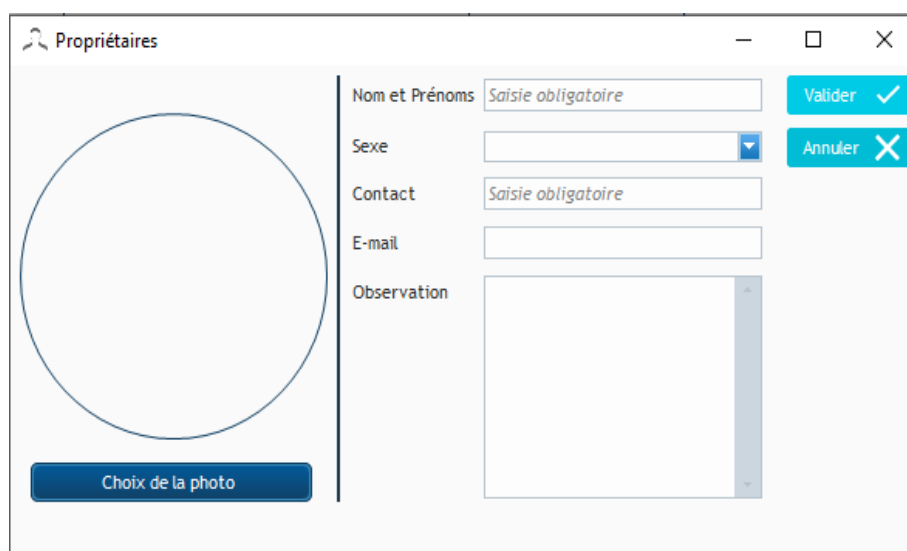 Propriétaires
Nom et Prénoms Saisie obligatoire Valider
Sexe Annuler
Contact Saisie obligatoire
E-mail
Observation
Choix de la photo